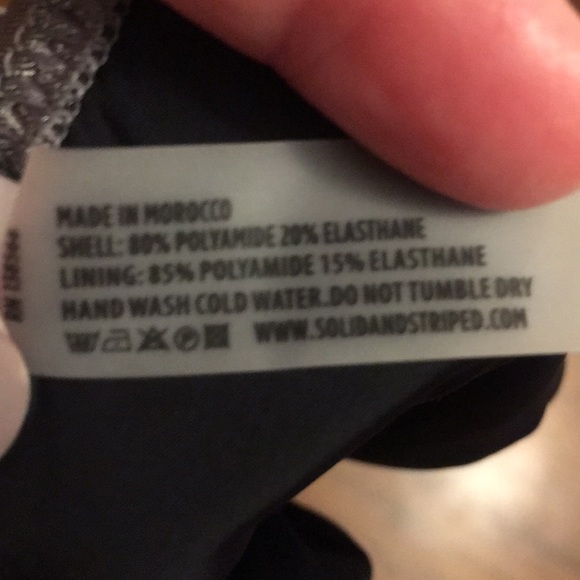 MADE IN MOROCCO
SHELL: 80% POLYAMIDE 20% ELASTHANE
LINING: 85% POLYAMIDE 15% ELASTHANE
HAND WASH COLD WATER.DO NOT TUMBLE DRY
WWW.SOLIDANDSTRIPED.COM
RN